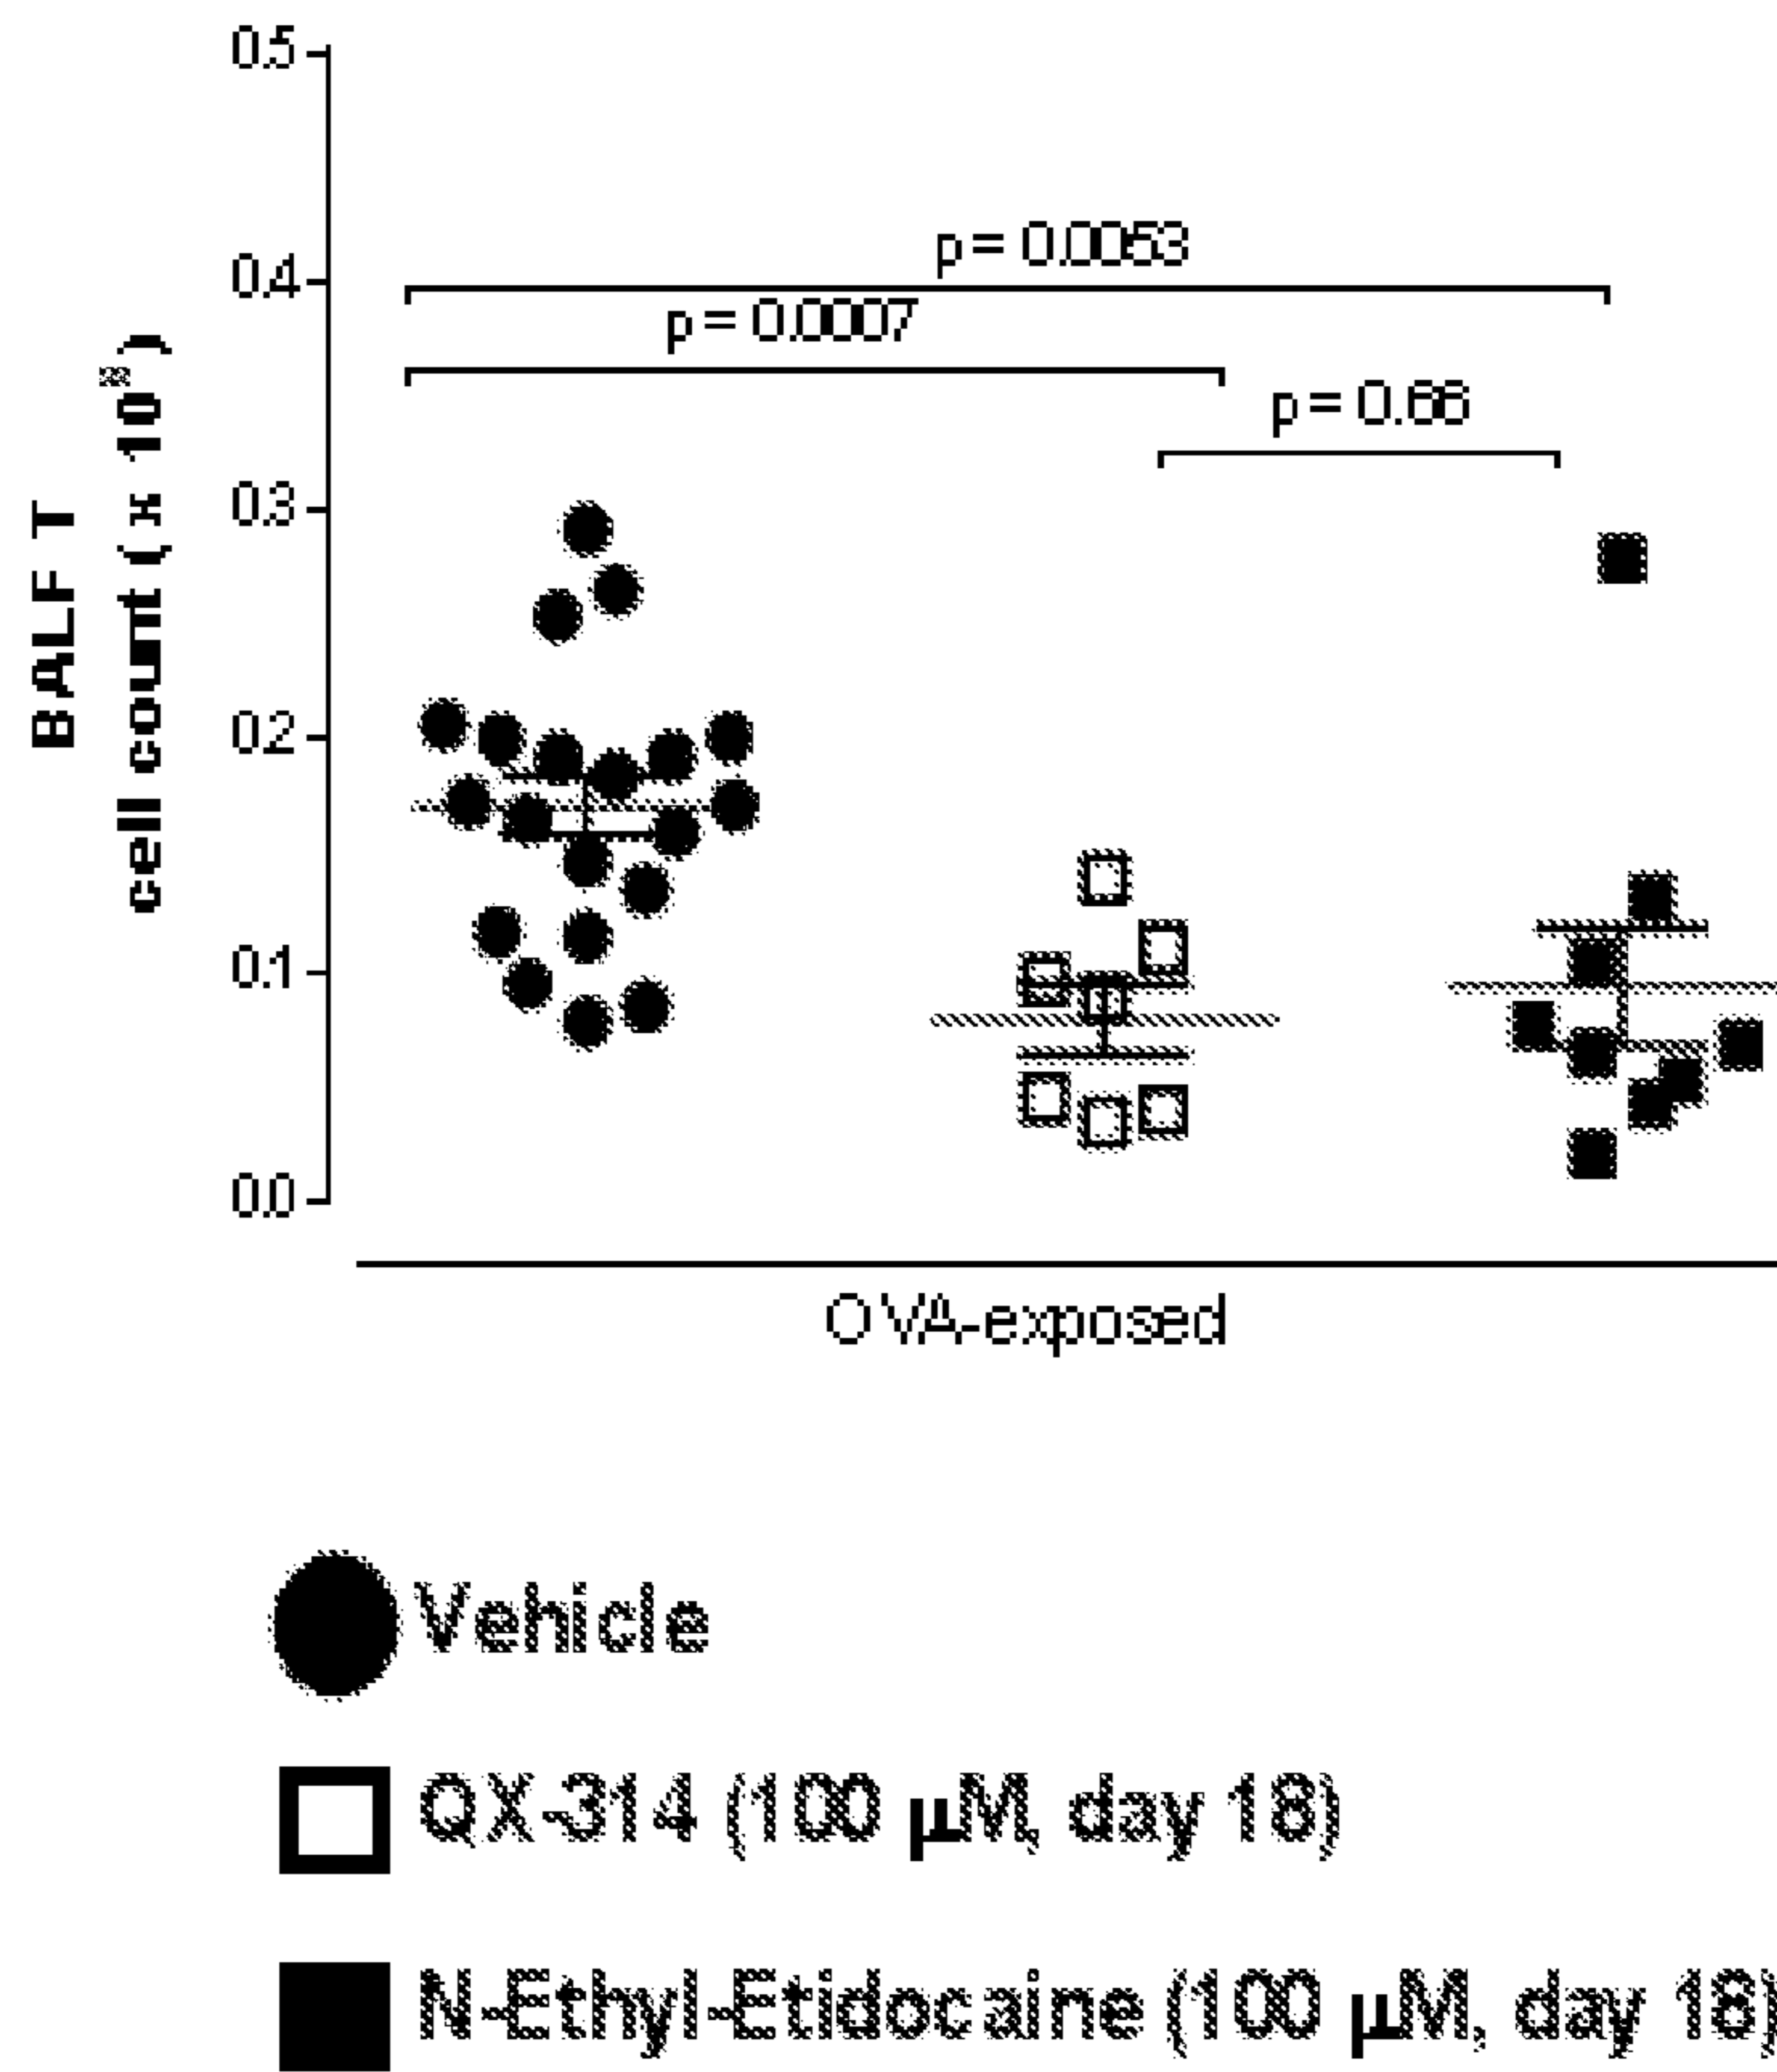 BALF T
cell count (x 10
0.5
0.4
0.3
0.2
0.1
0.0
p = 0.0053
p = 0.0007
p = 0.66
OVA-exposed
Vehicle
QX-314 (100 µM, day 18)
N-Ethyl-Etidocaine (100 µM, day 18)